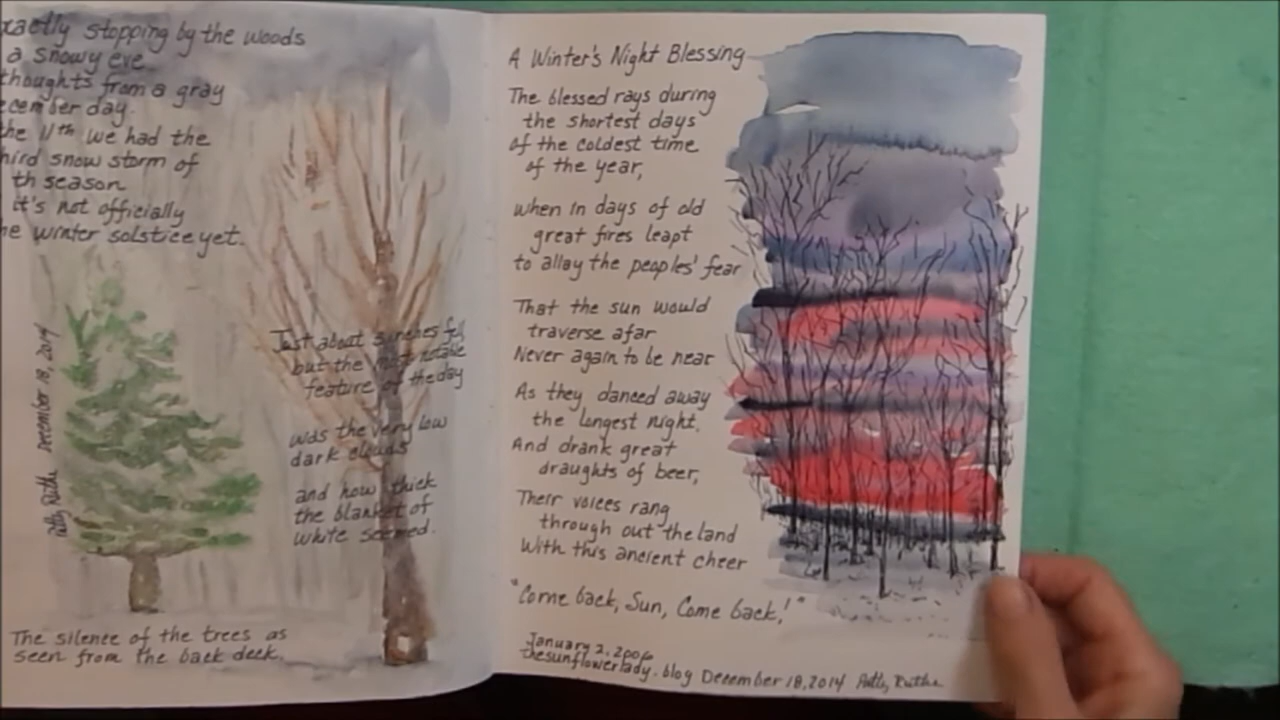 xactly stopping by the woods
a snowy eve
thoughts from a gray
ecember day.
the 11th we had the
hird snow storm of
th season
it's not officially
he winter solstice yet.
Just about inches
but the
feature of the day
was the very low
dark clouds
and how thick
the blanket of
white seemed.
Patty Ruthe December 18, 2014
The silence of the trees as
seen from the back deck.
A Winter's Night Blessing
The blessed rays during
the shortest days
of the coldest time
of the year,
when in days of old
great fires leapt
to allay the peoples' fear
That the sun would
traverse afar
Never again to be near
As they danced away
the longest night.
And drank great
draughts of beer,
Their voices rang
through out the land
With this ancient cheer
"Come back, Sun, Come back!"
January 2, 2006
thesunflowerlady.blog December 18, 2014 Patty Ruthe